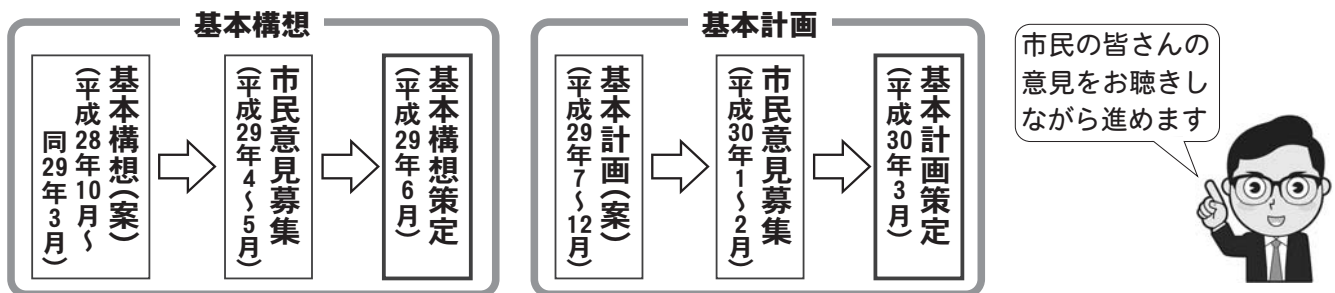 基本構想
基本構想(案)
(平成28年10月~
同29年3月)
市民意見募集
(平成29年4~5月)
基本構想策定
(平成29年6月)
基本計画
基本計画(案)
(平成29年7~12月)
市民意見募集
(平成30年1~2月)
基本計画策定
(平成30年3月)
市民の皆さんの
意見をお聴きし
ながら進めます